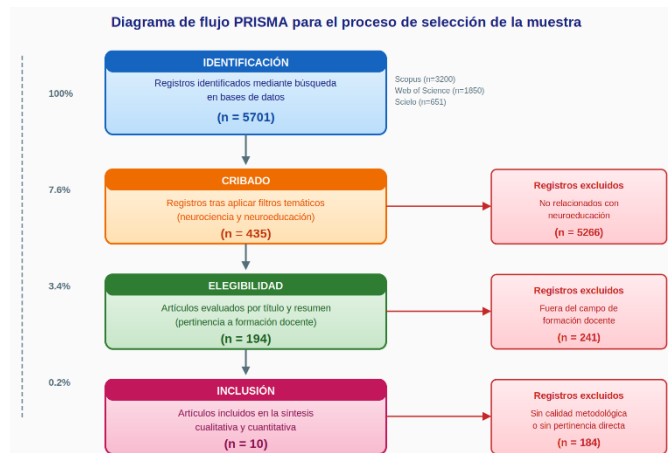 Diagrama de flujo PRISMA para el proceso de selección de la muestra
100%
IDENTIFICACIÓN
Registros identificados mediante búsqueda
en bases de datos
(n = 5701)
Scopus (n=3200)
Web of Science (n=1850)
Scielo (n=651)
7.6%
CRIBADO
Registros tras aplicar filtros temáticos
(neurociencia y neuroeducación)
(n = 435)
Registros excluidos
No relacionados con
neuroeducación
(n = 5266)
3.4%
ELEGIBILIDAD
Artículos evaluados por título y resumen
(pertinencia a formación docente)
(n = 194)
Registros excluidos
Fuera del campo de
formación docente
(n = 241)
0.2%
INCLUSIÓN
Artículos incluidos en la síntesis
cualitativa y cuantitativa
(n = 10)
Registros excluidos
Sin calidad metodológica
o sin pertinencia directa
(n = 184)